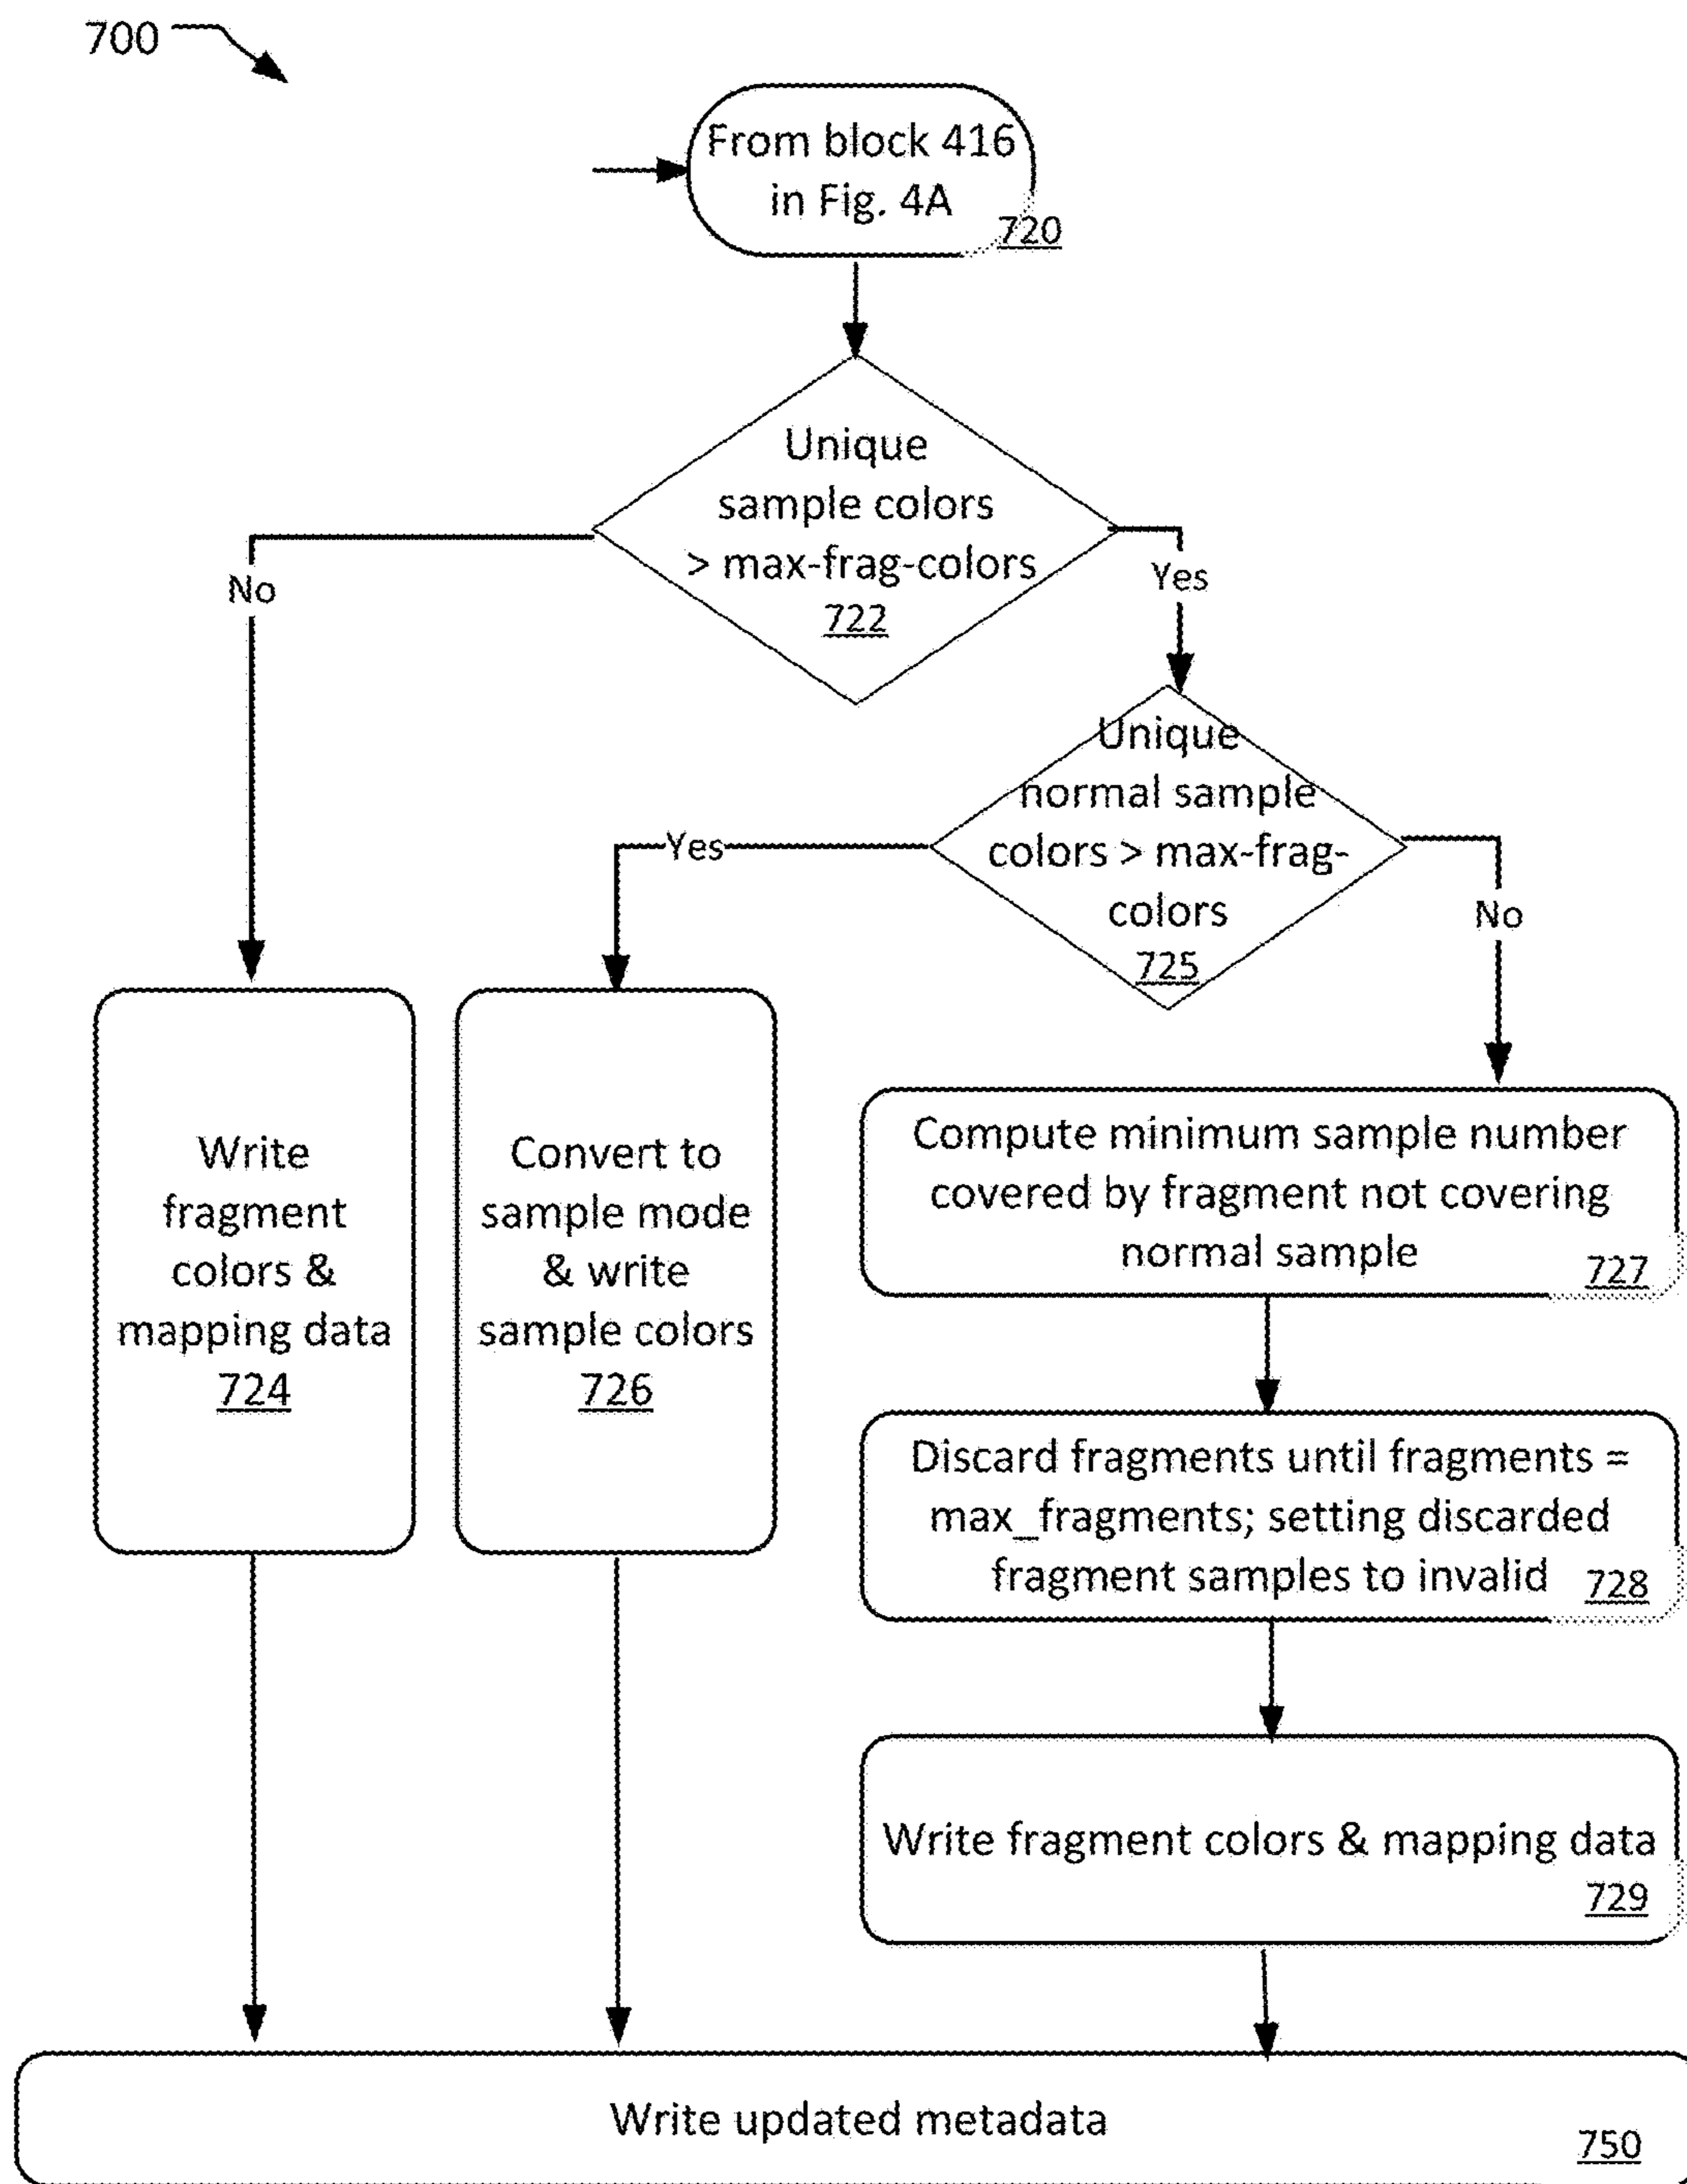 700
From block 416
in Fig. 4A
720
Unique
sample colors
> max-frag-colors
722
No
Yes
Unique
normal sample
colors > max-frag-
colors
725
Yes
No
Write
fragment
colors &
mapping data
724
Convert to
sample mode
& write
sample colors
726
Compute minimum sample number
covered by fragment not covering
normal sample
727
Discard fragments until fragments =
max_fragments; setting discarded
fragment samples to invalid
728
Write fragment colors & mapping data
729
Write updated metadata
750